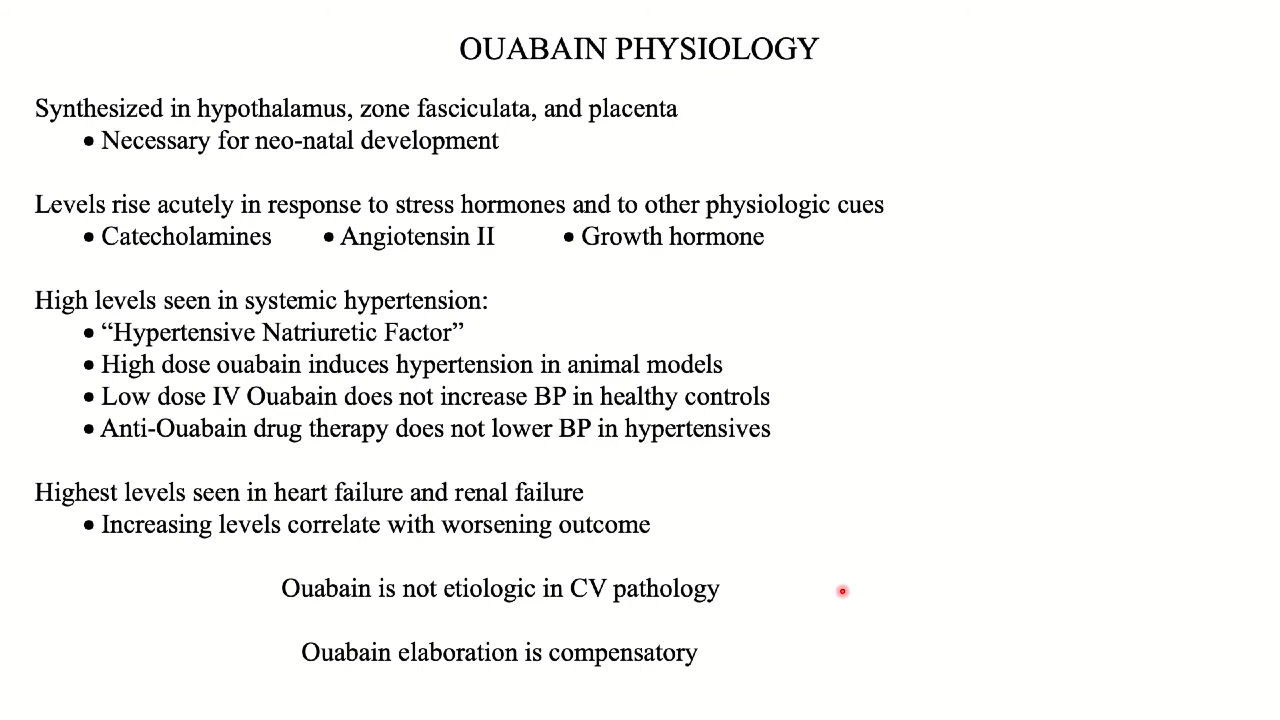 OUABAIN PHYSIOLOGY
Synthesized in hypothalamus, zone fasciculata, and placenta
• Necessary for neo-natal development
Levels rise acutely in response to stress hormones and to other physiologic cues
• Catecholamines • Angiotensin II • Growth hormone
High levels seen in systemic hypertension:
• “Hypertensive Natriuretic Factor”
• High dose ouabain induces hypertension in animal models
• Low dose IV Ouabain does not increase BP in healthy controls
• Anti-Ouabain drug therapy does not lower BP in hypertensives
Highest levels seen in heart failure and renal failure
• Increasing levels correlate with worsening outcome
Ouabain is not etiologic in CV pathology
Ouabain elaboration is compensatory